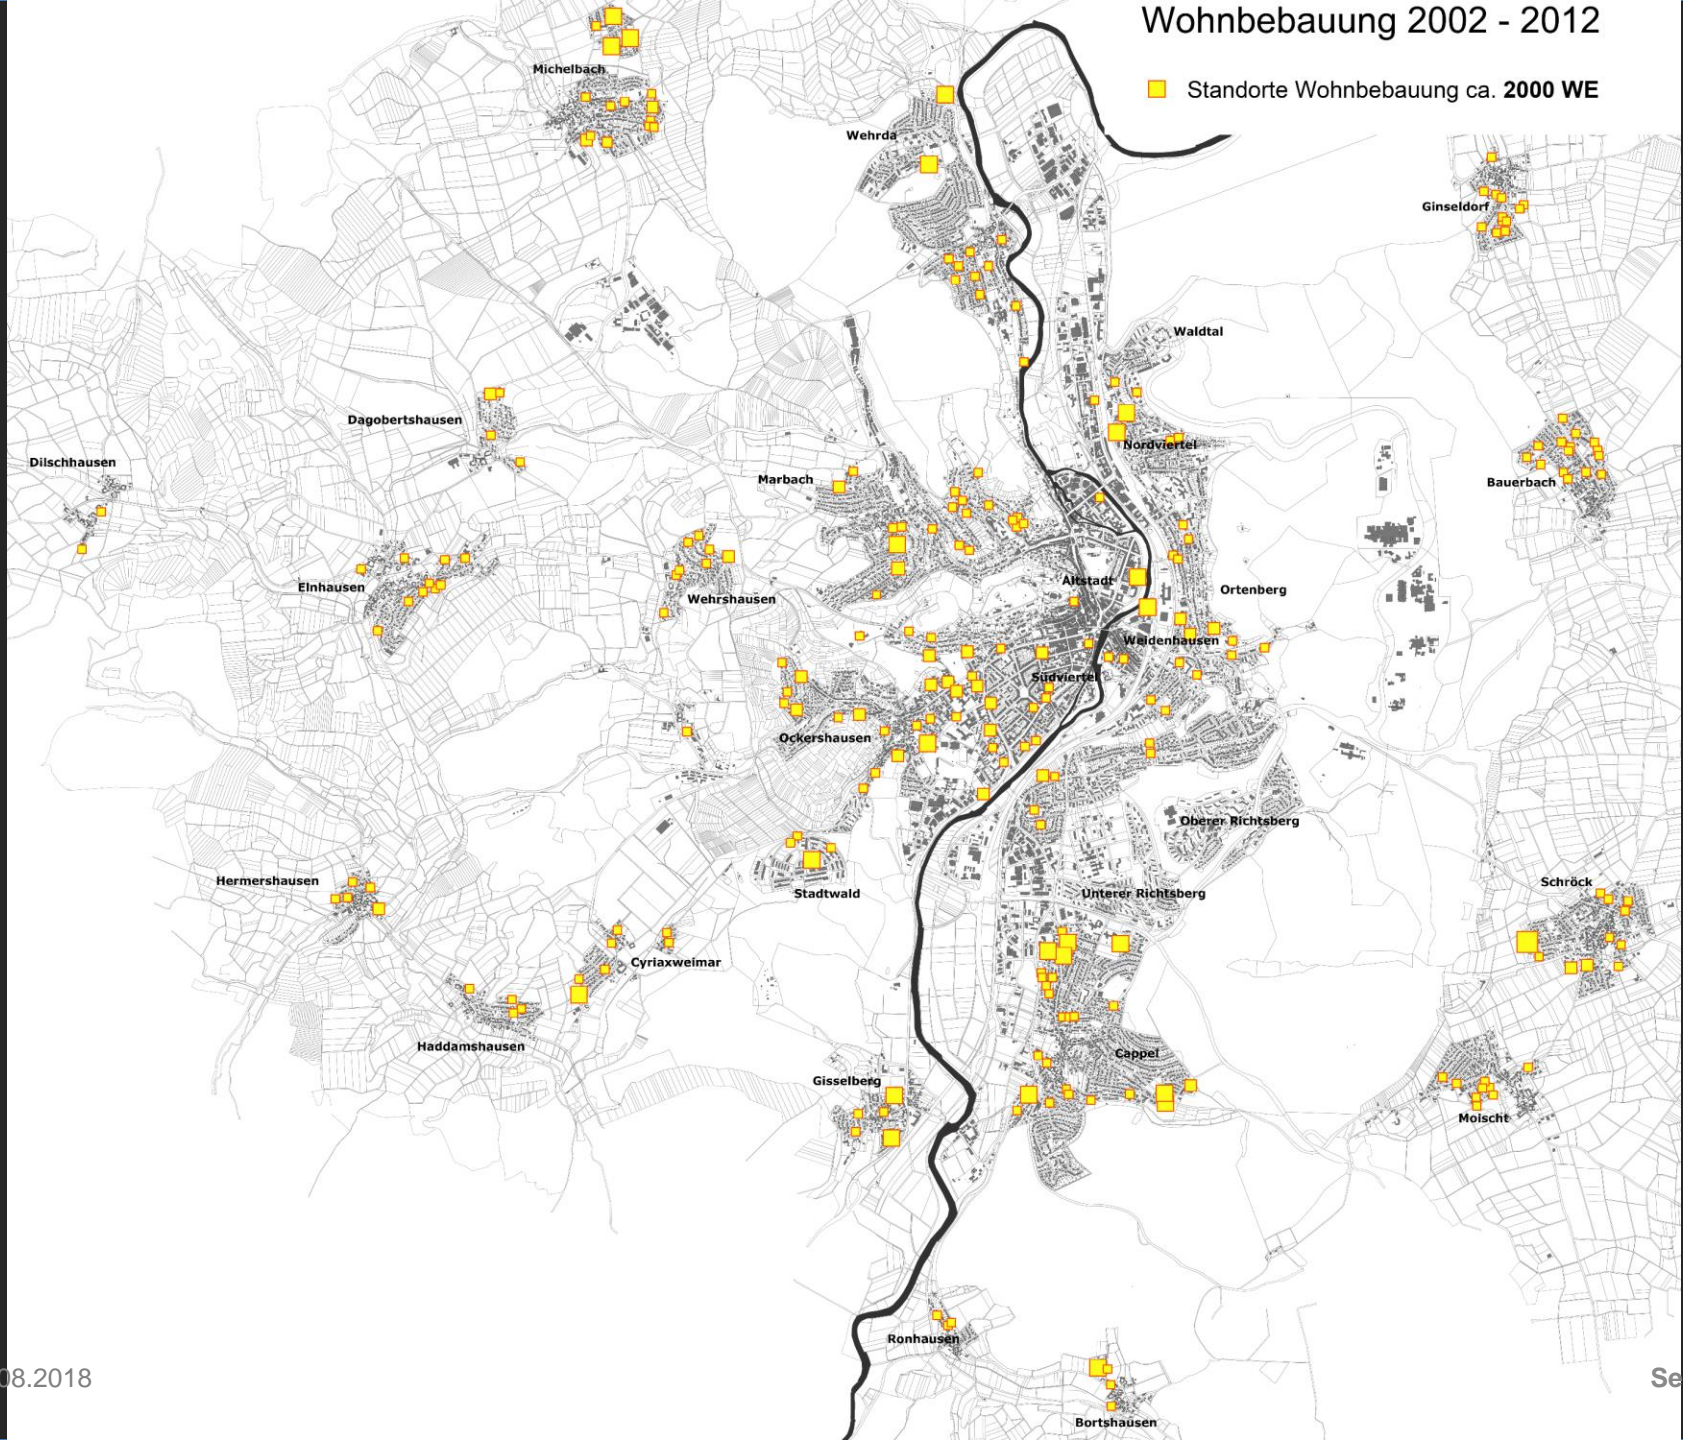 Wohnbebauung 2002 - 2012
Standorte Wohnbebauung ca. 2000 WE
Michelbach
Wehrda
Ginseldorf
Waldtal
Dagobertshausen
Nordviertel
Dilschhausen
Marbach
Bauerbach
Elnhausen
Wehrshausen
Altstadt
Ortenberg
Weidenhausen
Südviertel
Ockershausen
Oberer Richtsberg
Hermershausen
Stadtwald
Unterer Richtsberg
Schröck
Cyriaxweimar
Haddamshausen
Cappel
Gisselberg
Moischt
Ronhausen
08.2018
Se
Bortshausen